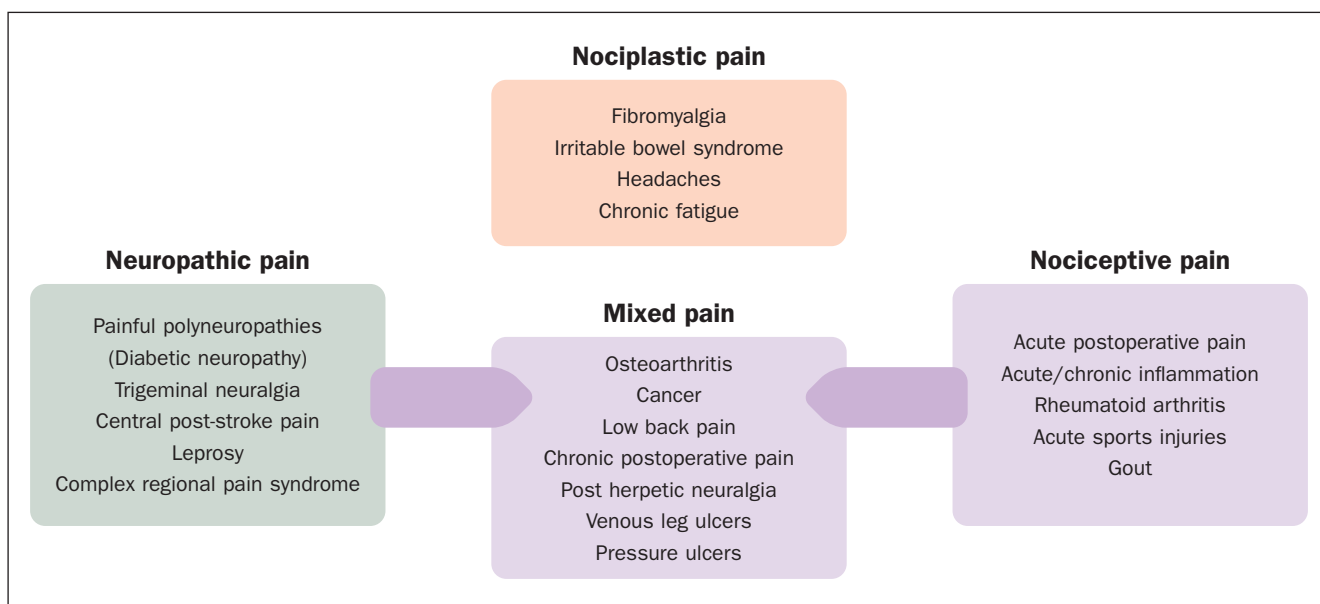 Nociplastic pain
Fibromyalgia
Irritable bowel syndrome
Headaches
Chronic fatigue
Neuropathic pain
Painful polyneuropathies
(Diabetic neuropathy)
Trigeminal neuralgia
Central post-stroke pain
Leprosy
Complex regional pain syndrome
Mixed pain
Osteoarthritis
Cancer
Low back pain
Chronic postoperative pain
Post herpetic neuralgia
Venous leg ulcers
Pressure ulcers
Nociceptive pain
Acute postoperative pain
Acute/chronic inflammation
Rheumatoid arthritis
Acute sports injuries
Gout